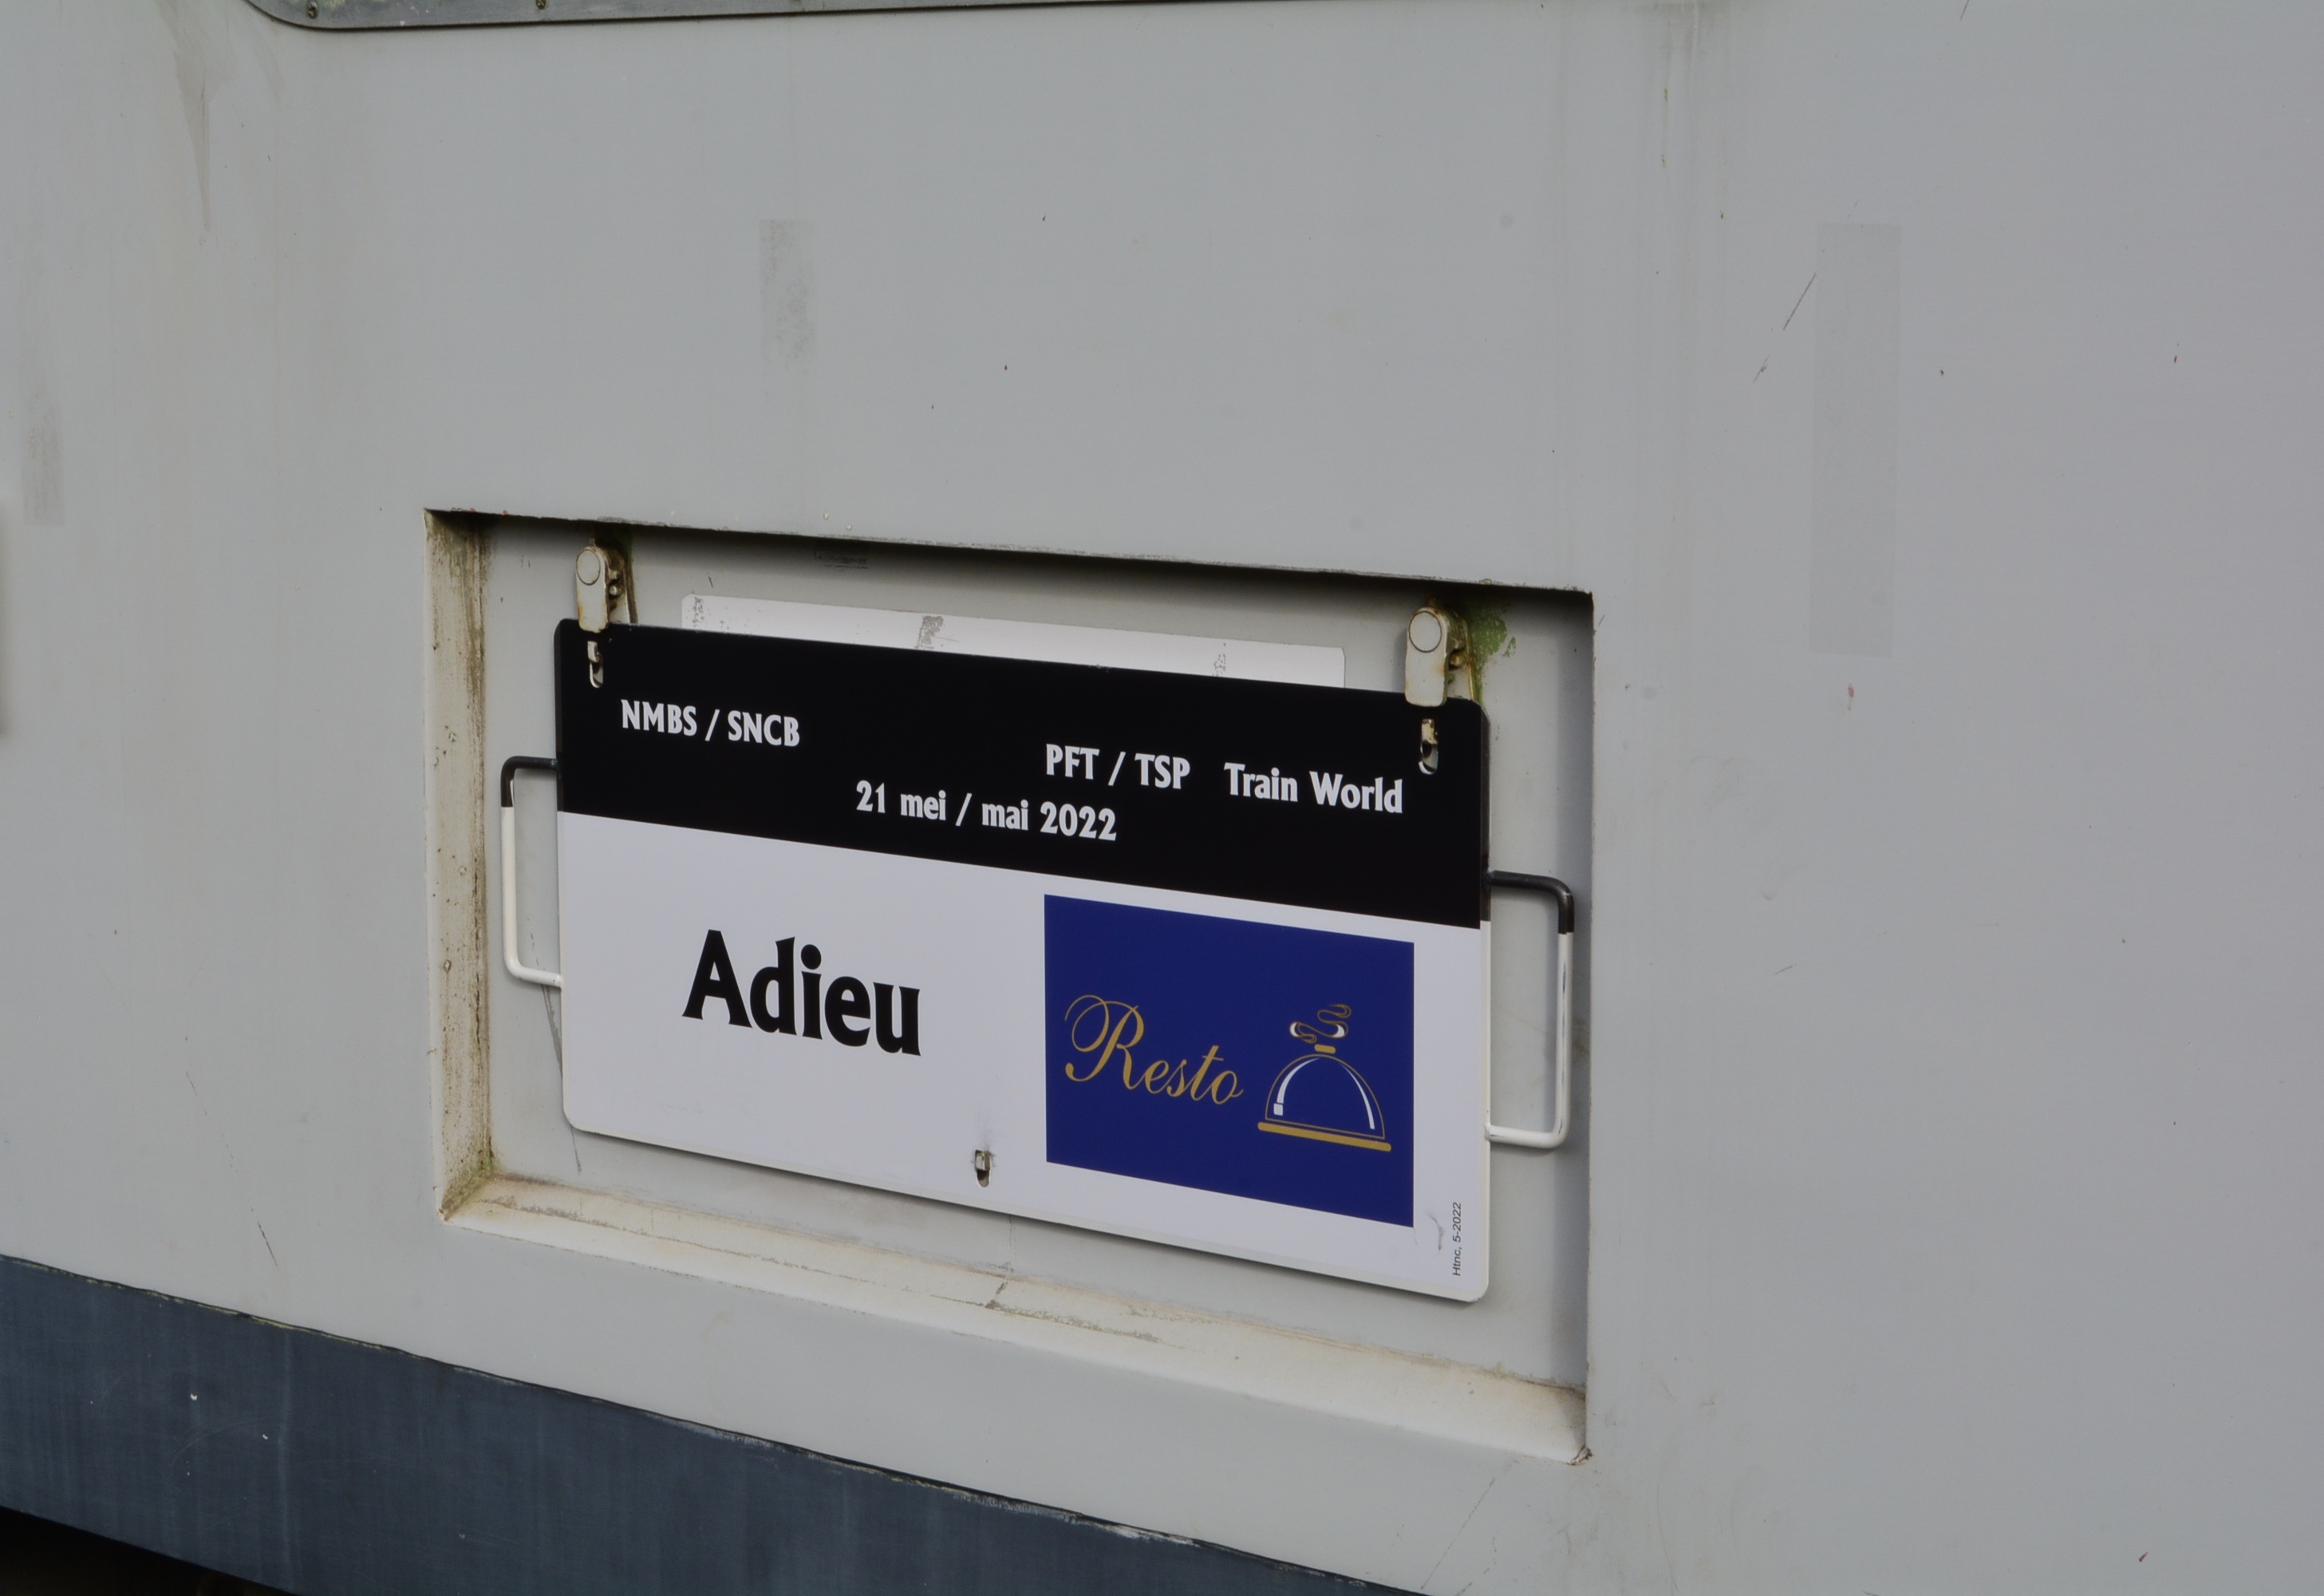 NMBS / SNCB
PFT / TSP Train World
21 mei / mai 2022
Adieu
Resto
Htnc, 5-2022